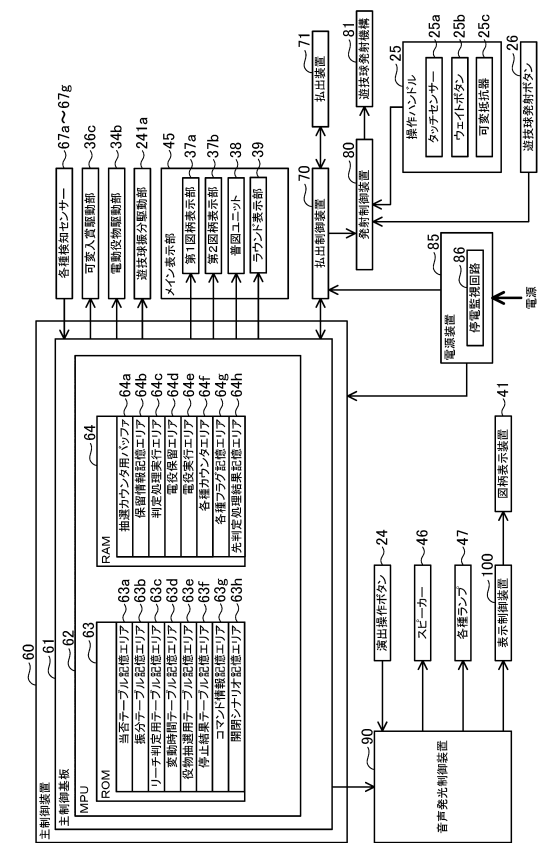 60
主制御装置
61
主制御基板
62
MPU
63
ROM
当否テーブル記憶エリア 63a
振分テーブル記憶エリア 63b
リーチ判定用テーブル記憶エリア 63c
変動時間テーブル記憶エリア 63d
役物抽選用テーブル記憶エリア 63e
停止結果テーブル記憶エリア 63f
コマンド情報記憶エリア 63g
開閉シナリオ記憶エリア 63h
64
RAM
抽選カウンタ用バッファ 64a
保留情報記憶エリア 64b
判定処理実行エリア 64c
電役保留エリア 64d
電役実行エリア 64e
各種カウンタエリア 64f
各種フラグ記憶エリア 64g
先判定処理結果記憶エリア 64h
各種検知センサー 67a～67g
可変入賞駆動部 36c
電動役物駆動部 34b
遊技球振分駆動部 241a
メイン表示部 45
第1図柄表示部 37a
第2図柄表示部 37b
普図ユニット 38
ラウンド表示部 39
払出制御装置 70
払出装置 71
発射制御装置 80
遊技球発射機構 81
操作ハンドル 25
タッチセンサー 25a
ウェイトボタン 25b
可変抵抗器 25c
遊技球発射ボタン 26
電源装置 85
停電監視回路 86
電源
90
音声発光制御装置
演出操作ボタン 24
スピーカー 46
各種ランプ 47
表示制御装置 100
図柄表示装置 41